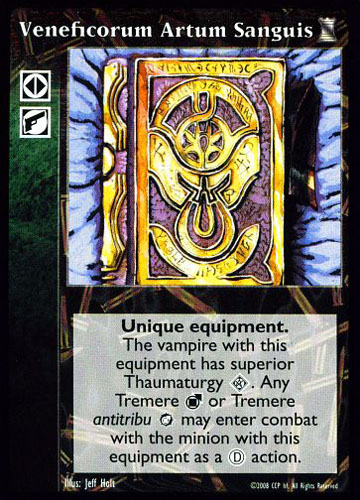 Veneficorum Artum Sanguis
Unique equipment.
The vampire with this
equipment has superior
Thaumaturgy. Any
Tremere or Tremere
antitribu may enter combat
with the minion with this
equipment as a D action.
Illus: Jeff Holt
©2008 CCP hf. All Rights Reserved